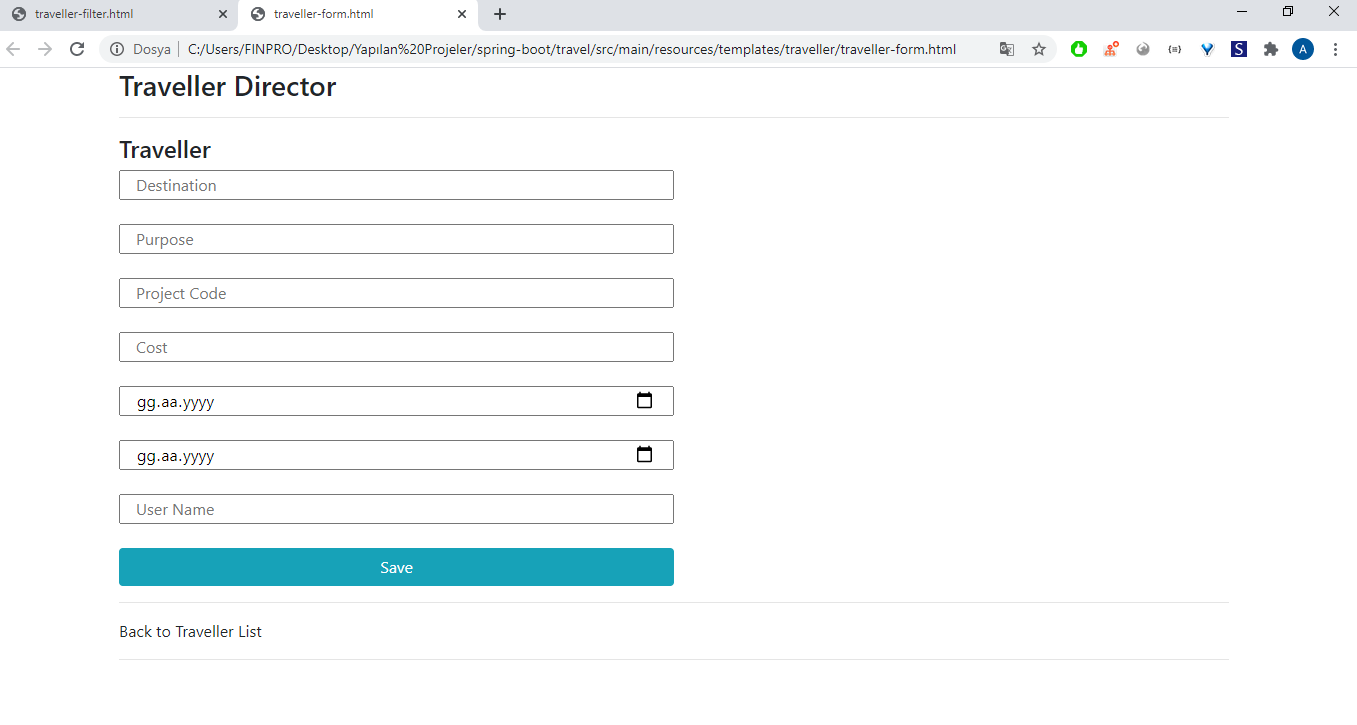 traveller-filter.html
traveller-form.html
Dosya
C:/Users/FINPRO/Desktop/Yapılan%20Projeler/spring-boot/travel/src/main/resources/templates/traveller/traveller-form.html
S
A
Traveller Director
Traveller
Destination
Purpose
Project Code
Cost
gg.aa.yyyy
gg.aa.yyyy
User Name
Save
Back to Traveller List